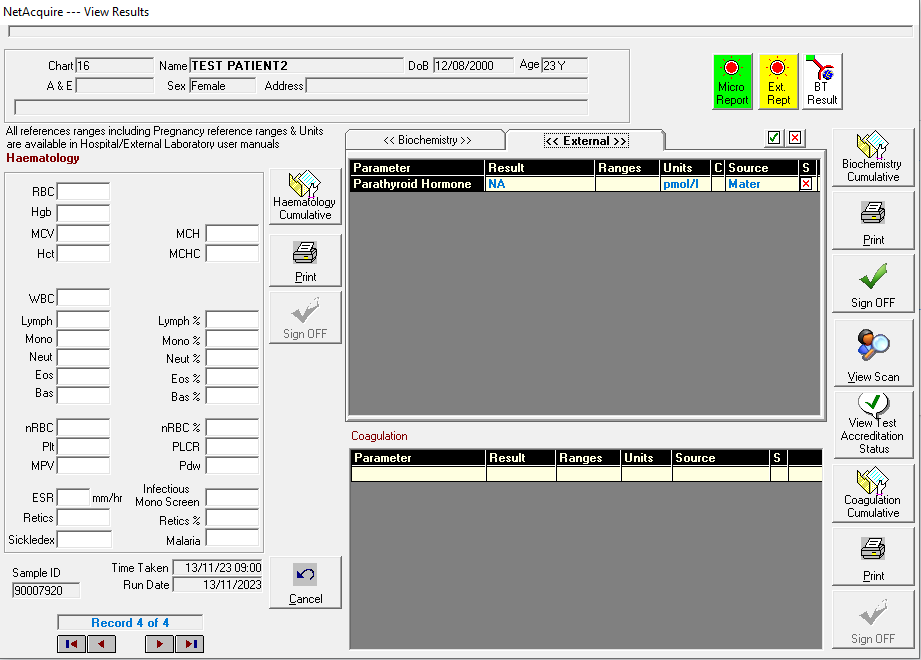 NetAcquire --- View Results
Chart 16 Name TEST PATIENT2 DoB 12/08/2000 Age 23 Y
A & E Sex Female Address
Micro Report
Ext. Rept
BT Result
All references ranges including Pregnancy reference ranges & Units
are available in Hospital/External Laboratory user manuals
Haematology
RBC
Hgb
MCV MCH
Hct MCHC
WBC
Lymph Lymph %
Mono Mono %
Neut Neut %
Eos Eos %
Bas Bas %
nRBC nRBC %
Plt PLCR
MPV Pdw
ESR mm/hr Infectious Mono Screen
Retics Retics %
Sickledex Malaria
Sample ID
90007920
Time Taken 13/11/23 09:00
Run Date 13/11/2023
Record 4 of 4
Haematology
Cumulative
Print
Sign OFF
Cancel
<< Biochemistry >> << External >>
Parameter Result Ranges Units C Source S
Parathyroid Hormone NA pmol/l Mater
Coagulation
Parameter Result Ranges Units Source S
Biochemistry
Cumulative
Print
Sign OFF
View Scan
View Test
Accreditation
Status
Coagulation
Cumulative
Print
Sign OFF